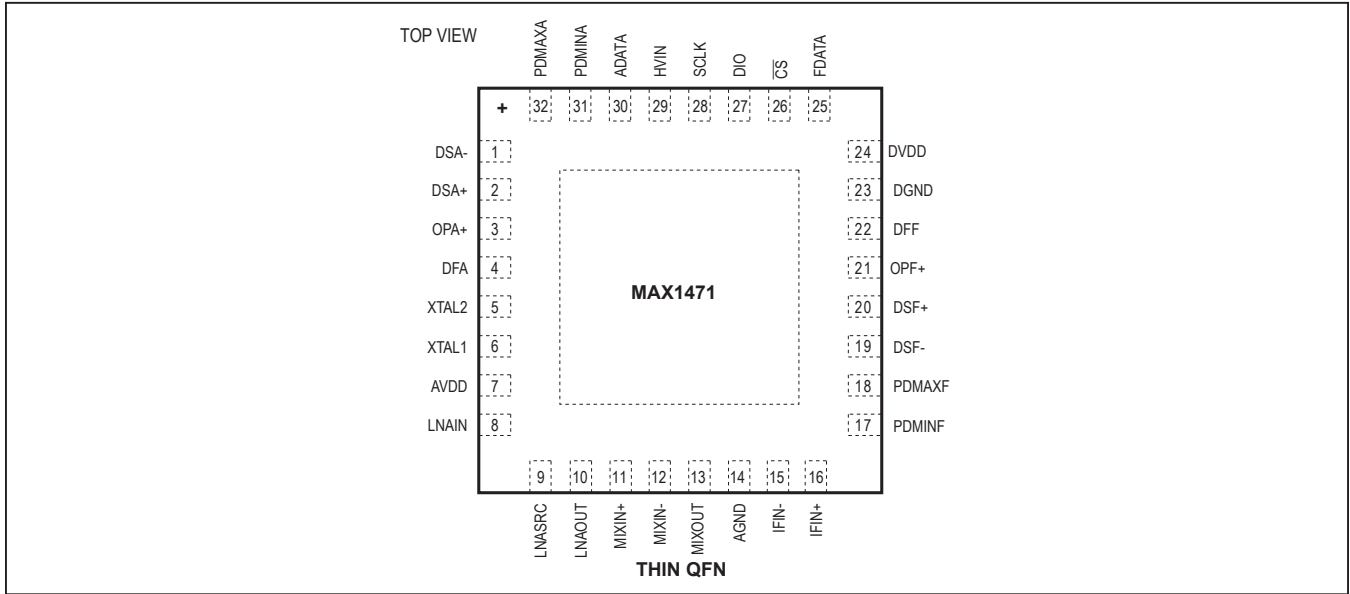 TOP VIEW
PDMAXA
PDMINA
ADATA
HVIN
SCLK
DIO
C̅S̅
FDATA
+ 32 31 30 29 28 27 26 25
DSA- 1
DSA+ 2
OPA+ 3
DFA 4
XTAL2 5
XTAL1 6
AVDD 7
LNAIN 8
MAX1471
24 DVDD
23 DGND
22 DFF
21 OPF+
20 DSF+
19 DSF-
18 PDMAXF
17 PDMINF
9 10 11 12 13 14 15 16
LNASRC
LNAOUT
MIXIN+
MIXIN-
MIXOUT
AGND
IFIN-
IFIN+
THIN QFN